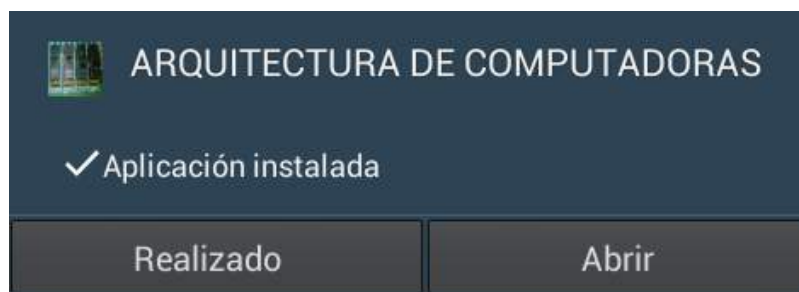 ARQUITECTURA DE COMPUTADORAS
Aplicación instalada
Realizado
Abrir